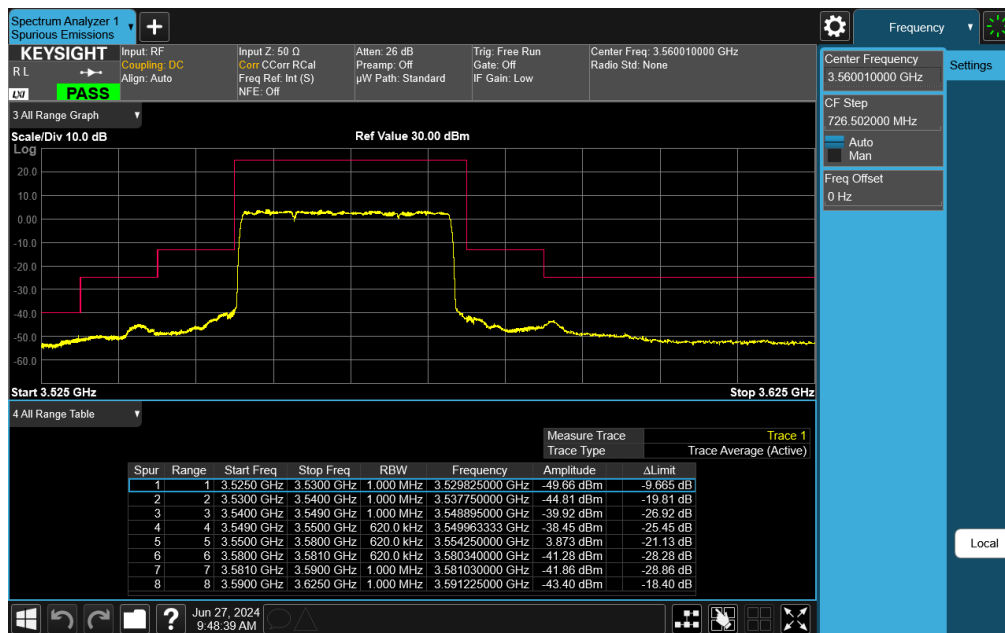 Spectrum Analyzer 1
Spurious Emissions
+
Frequency
KEYSIGHT
R L
LXI
PASS
Input: RF
Coupling: DC
Align: Auto
Input Z: 50 Ω
Corr CCorr RCal
Freq Ref: Int (S)
NFE: Off
Atten: 26 dB
Preamp: Off
µW Path: Standard
Trig: Free Run
Gate: Off
IF Gain: Low
Center Freq: 3.560010000 GHz
Radio Std: None
Center Frequency
3.560010000 GHz
Settings
CF Step
726.502000 MHz
Auto
Man
Freq Offset
0 Hz
Local
3 All Range Graph
Scale/Div 10.0 dB
Ref Value 30.00 dBm
Log
20.0
10.0
0.00
-10.0
-20.0
-30.0
-40.0
-50.0
-60.0
Start 3.525 GHz
Stop 3.625 GHz
4 All Range Table
Measure Trace Trace 1
Trace Type Trace Average (Active)
Spur Range Start Freq Stop Freq RBW Frequency Amplitude ΔLimit
1 1 3.5250 GHz 3.5300 GHz 1.000 MHz 3.529825000 GHz -49.66 dBm -9.665 dB
2 2 3.5300 GHz 3.5400 GHz 1.000 MHz 3.537750000 GHz -44.81 dBm -19.81 dB
3 3 3.5400 GHz 3.5490 GHz 1.000 MHz 3.548895000 GHz -39.92 dBm -26.92 dB
4 4 3.5490 GHz 3.5500 GHz 620.0 kHz 3.549963333 GHz -38.45 dBm -25.45 dB
5 5 3.5500 GHz 3.5800 GHz 620.0 kHz 3.554250000 GHz 3.873 dBm -21.13 dB
6 6 3.5800 GHz 3.5810 GHz 620.0 kHz 3.580340000 GHz -41.28 dBm -28.28 dB
7 7 3.5810 GHz 3.5900 GHz 1.000 MHz 3.581030000 GHz -41.86 dBm -28.86 dB
8 8 3.5900 GHz 3.6250 GHz 1.000 MHz 3.591225000 GHz -43.40 dBm -18.40 dB
?
Jun 27, 2024
9:48:39 AM